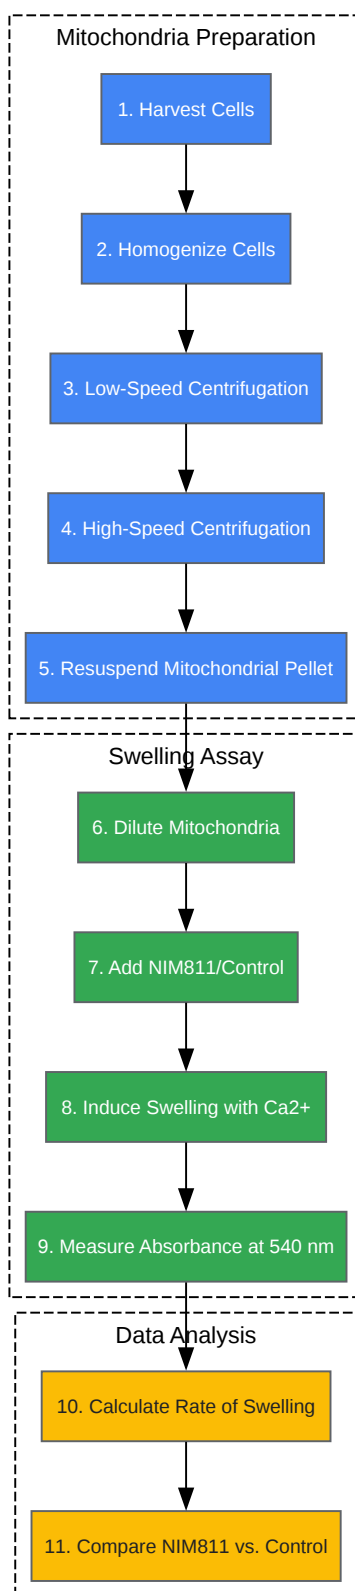 Mitochondria Preparation
1. Harvest Cells
2. Homogenize Cells
3. Low-Speed Centrifugation
4. High-Speed Centrifugation
5. Resuspend Mitochondrial Pellet
Swelling Assay
6. Dilute Mitochondria
7. Add NIM811/Control
8. Induce Swelling with Ca2+
9. Measure Absorbance at 540 nm
Data Analysis
10. Calculate Rate of Swelling
11. Compare NIM811 vs. Control